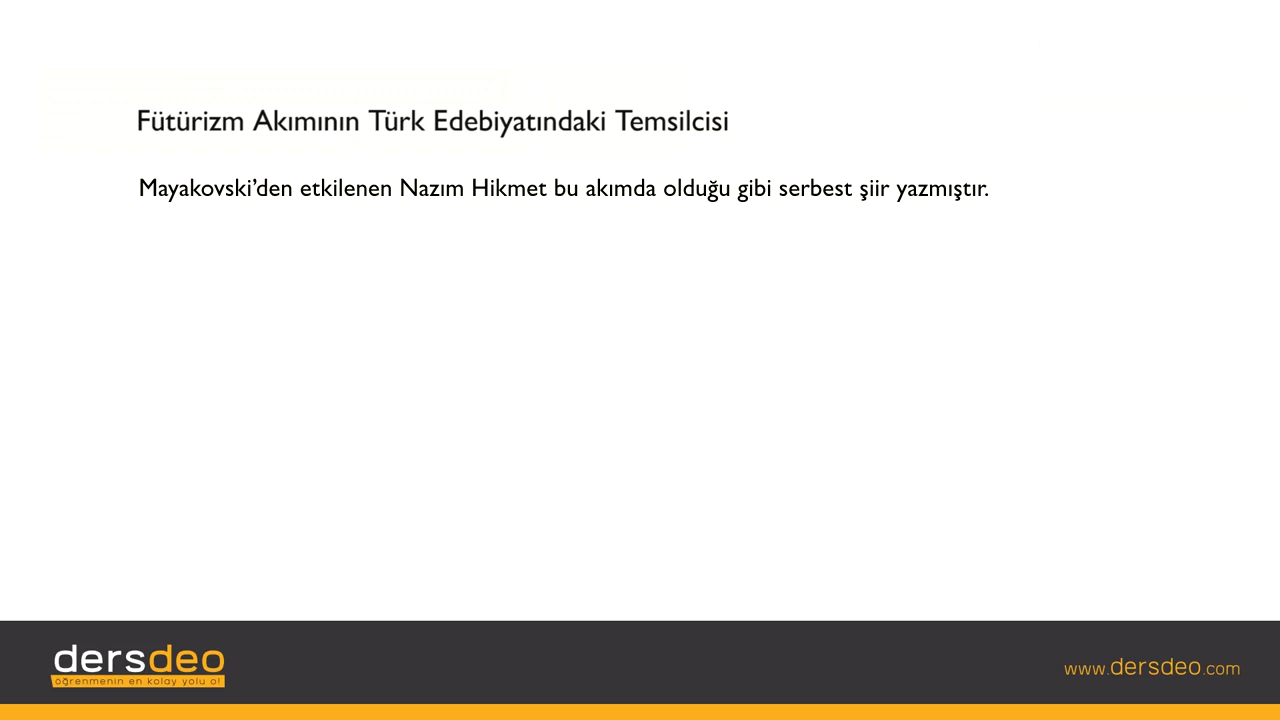 Fütürizm Akımının Türk Edebiyatındaki Temsilcisi
Mayakovski’den etkilenen Nazım Hikmet bu akımda olduğu gibi serbest şiir yazmıştır.
dersdeo
öğrenmenin en kolay yolu o!
www.dersdeo.com